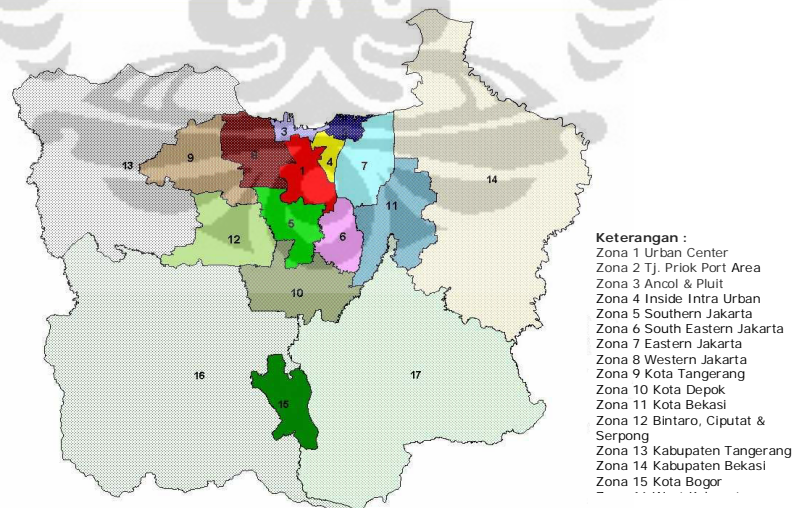 3
2
8
9
1
4
7
13
14
11
5
6
12
10
16
17
15
Keterangan :
Zona 1 Urban Center
Zona 2 Tj. Priok Port Area
Zona 3 Ancol & Pluit
Zona 4 Inside Intra Urban
Zona 5 Southern Jakarta
Zona 6 South Eastern Jakarta
Zona 7 Eastern Jakarta
Zona 8 Western Jakarta
Zona 9 Kota Tangerang
Zona 10 Kota Depok
Zona 11 Kota Bekasi
Zona 12 Bintaro, Ciputat &
Serpong
Zona 13 Kabupaten Tangerang
Zona 14 Kabupaten Bekasi
Zona 15 Kota Bogor